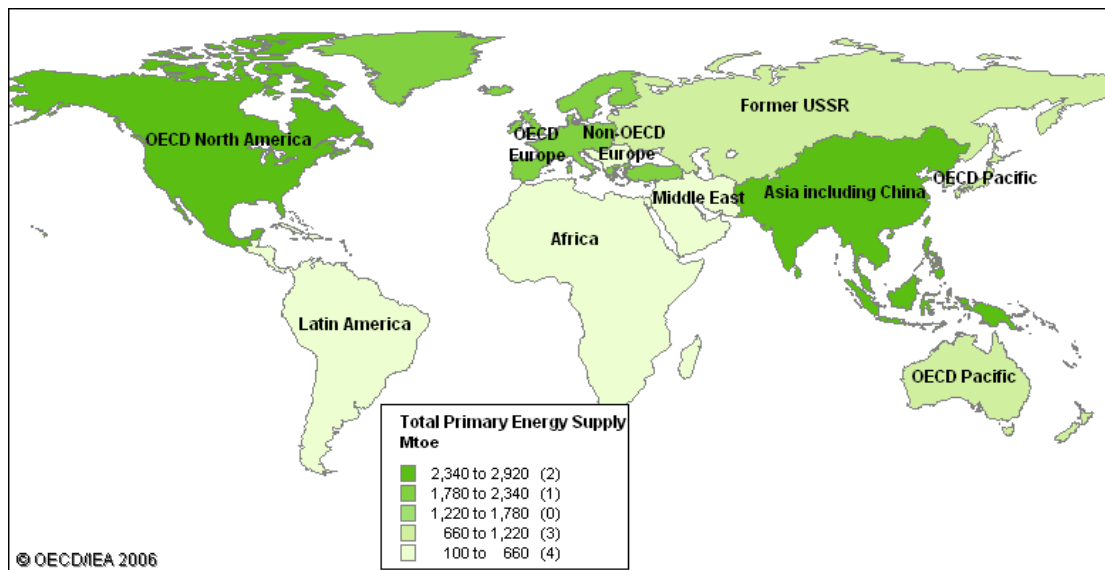 Former USSR
OECD North America
OECD
Europe
Non-OECD
Europe
OECD Pacific
Middle East
Asia including China
Africa
Latin America
OECD Pacific
Total Primary Energy Supply
Mtoe
2,340 to 2,920 (2)
1,780 to 2,340 (1)
1,220 to 1,780 (0)
660 to 1,220 (3)
100 to 660 (4)
© OECD/IEA 2006